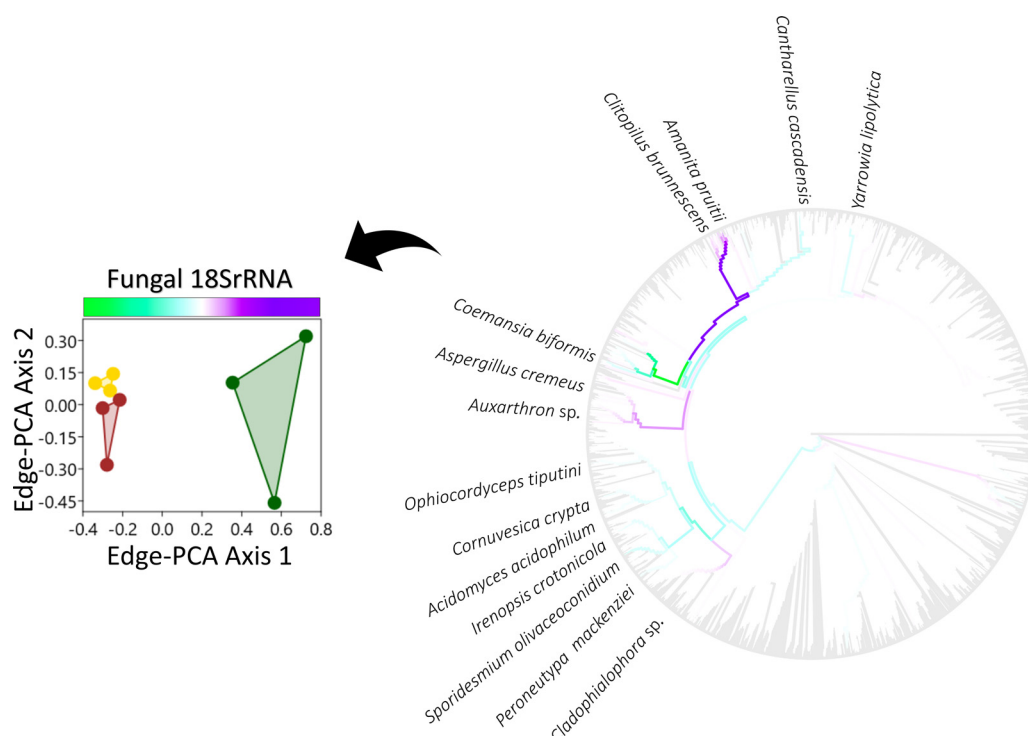 Cantharellus cascadensis
Yarrowia lipolytica
Amanita pruitii
Clitopilus brunnescens
Fungal 18SrRNA
Coemansia biformis
Aspergillus cremeus
Auxarthron sp.
Edge-PCA Axis 2
0.30
0.15
0.00
-0.15
-0.30
-0.45
-0.4 -0.2 0.0 0.2 0.4 0.6 0.8
Edge-PCA Axis 1
Ophiocordyceps tiputini
Cornuvesica crypta
Acidomyces acidophilum
Irenopsis crotonicola
Sporidesmium olivaceoconidium
Peroneutypa mackenziei
Cladophialophora sp.